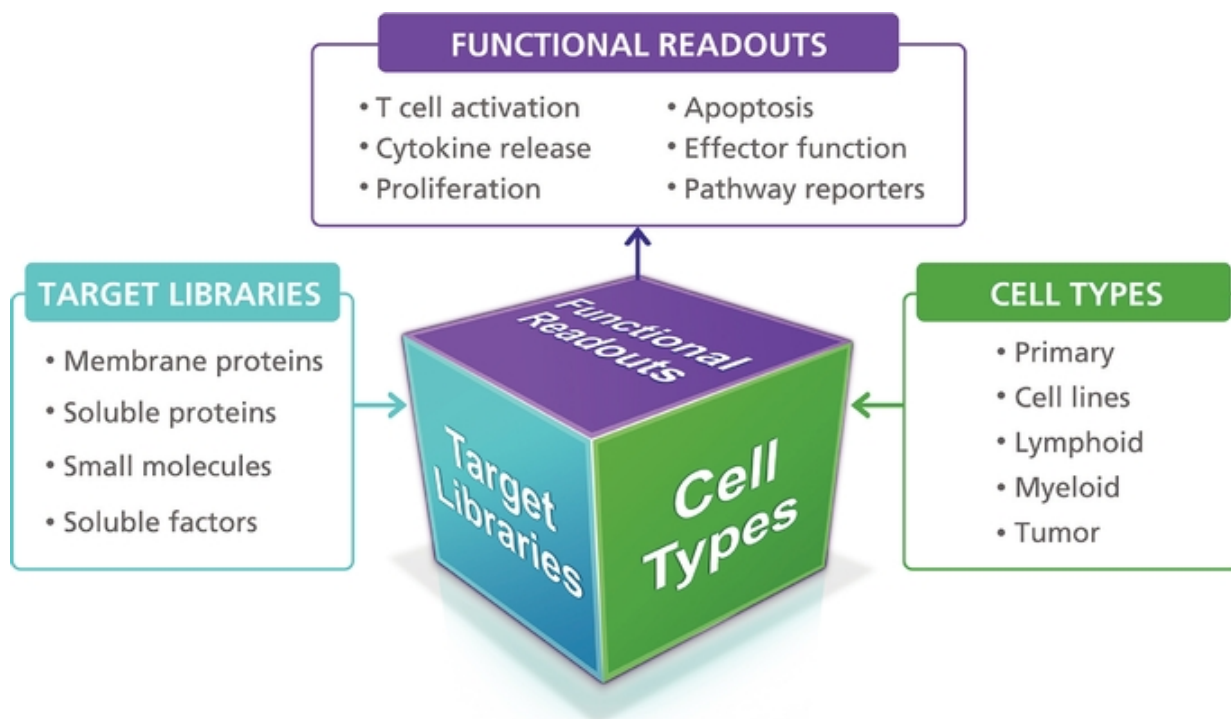 FUNCTIONAL READOUTS
• T cell activation
• Cytokine release
• Proliferation
• Apoptosis
• Effector function
• Pathway reporters
TARGET LIBRARIES
• Membrane proteins
• Soluble proteins
• Small molecules
• Soluble factors
Functional
Readouts
Target
Libraries
Cell
Types
CELL TYPES
• Primary
• Cell lines
• Lymphoid
• Myeloid
• Tumor